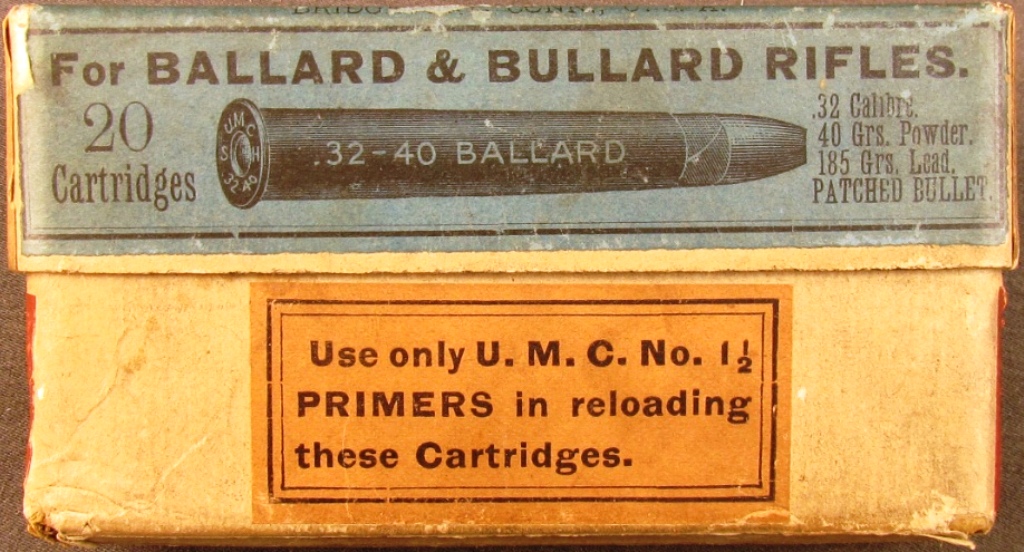 For BALLARD & BULLARD RIFLES.
20
Cartridges
U M C
S H
32-40
.32-40 BALLARD
.32 Calibre.
40 Grs. Powder.
185 Grs. Lead.
PATCHED BULLET.
Use only U. M. C. No. 1½
PRIMERS in reloading
these Cartridges.